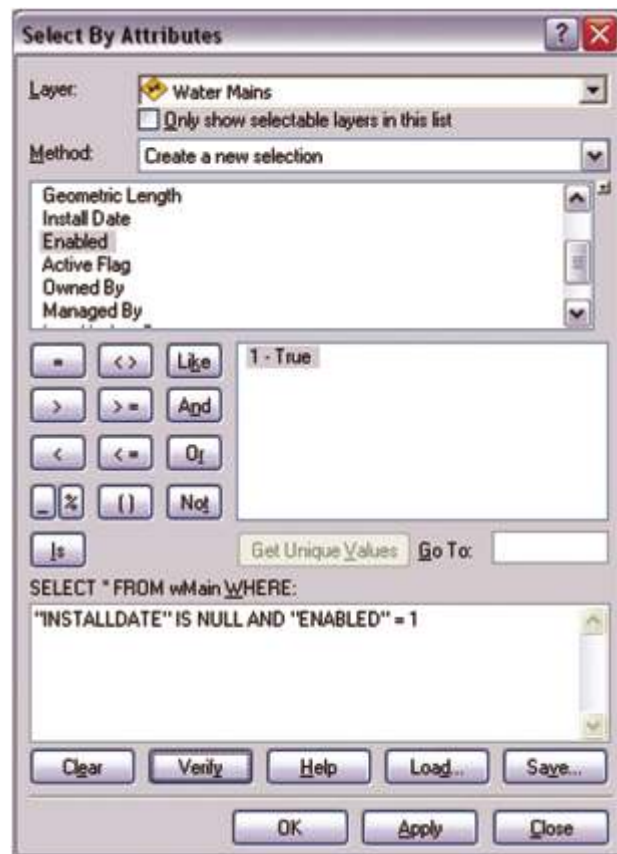 Select By Attributes ?
Layer: Water Mains
Only show selectable layers in this list
Method: Create a new selection
Geometric Length
Install Date
Enabled
Active Flag
Owned By
Managed By
= < > Like 1 - True
> > = And
< < = Or
_ % ( ) Not
Is Get Unique Values Go To:
SELECT * FROM wMain WHERE:
"INSTALLDATE" IS NULL AND "ENABLED" = 1
Clear Verify Help Load... Save...
OK Apply Close